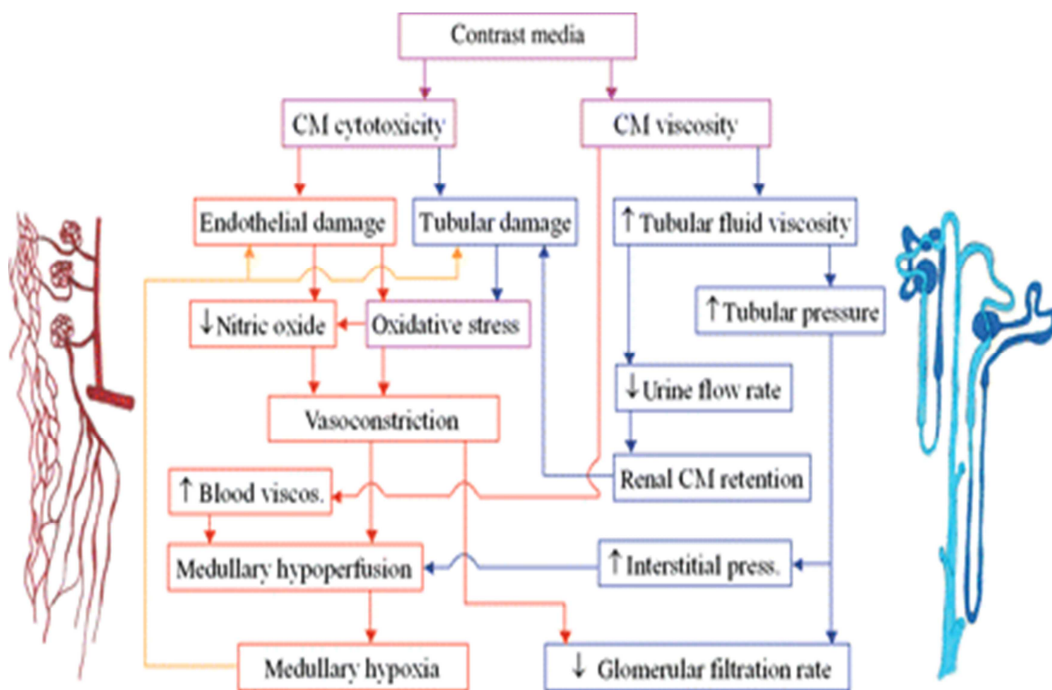 Contrast media
CM cytotoxicity
CM viscosity
Endothelial damage
Tubular damage
↑ Tubular fluid viscosity
↓ Nitric oxide
Oxidative stress
↑ Tubular pressure
↓ Urine flow rate
Vasoconstriction
↑ Blood viscos.
Renal CM retention
Medullary hypoperfusion
↑ Interstitial press.
Medullary hypoxia
↓ Glomerular filtration rate